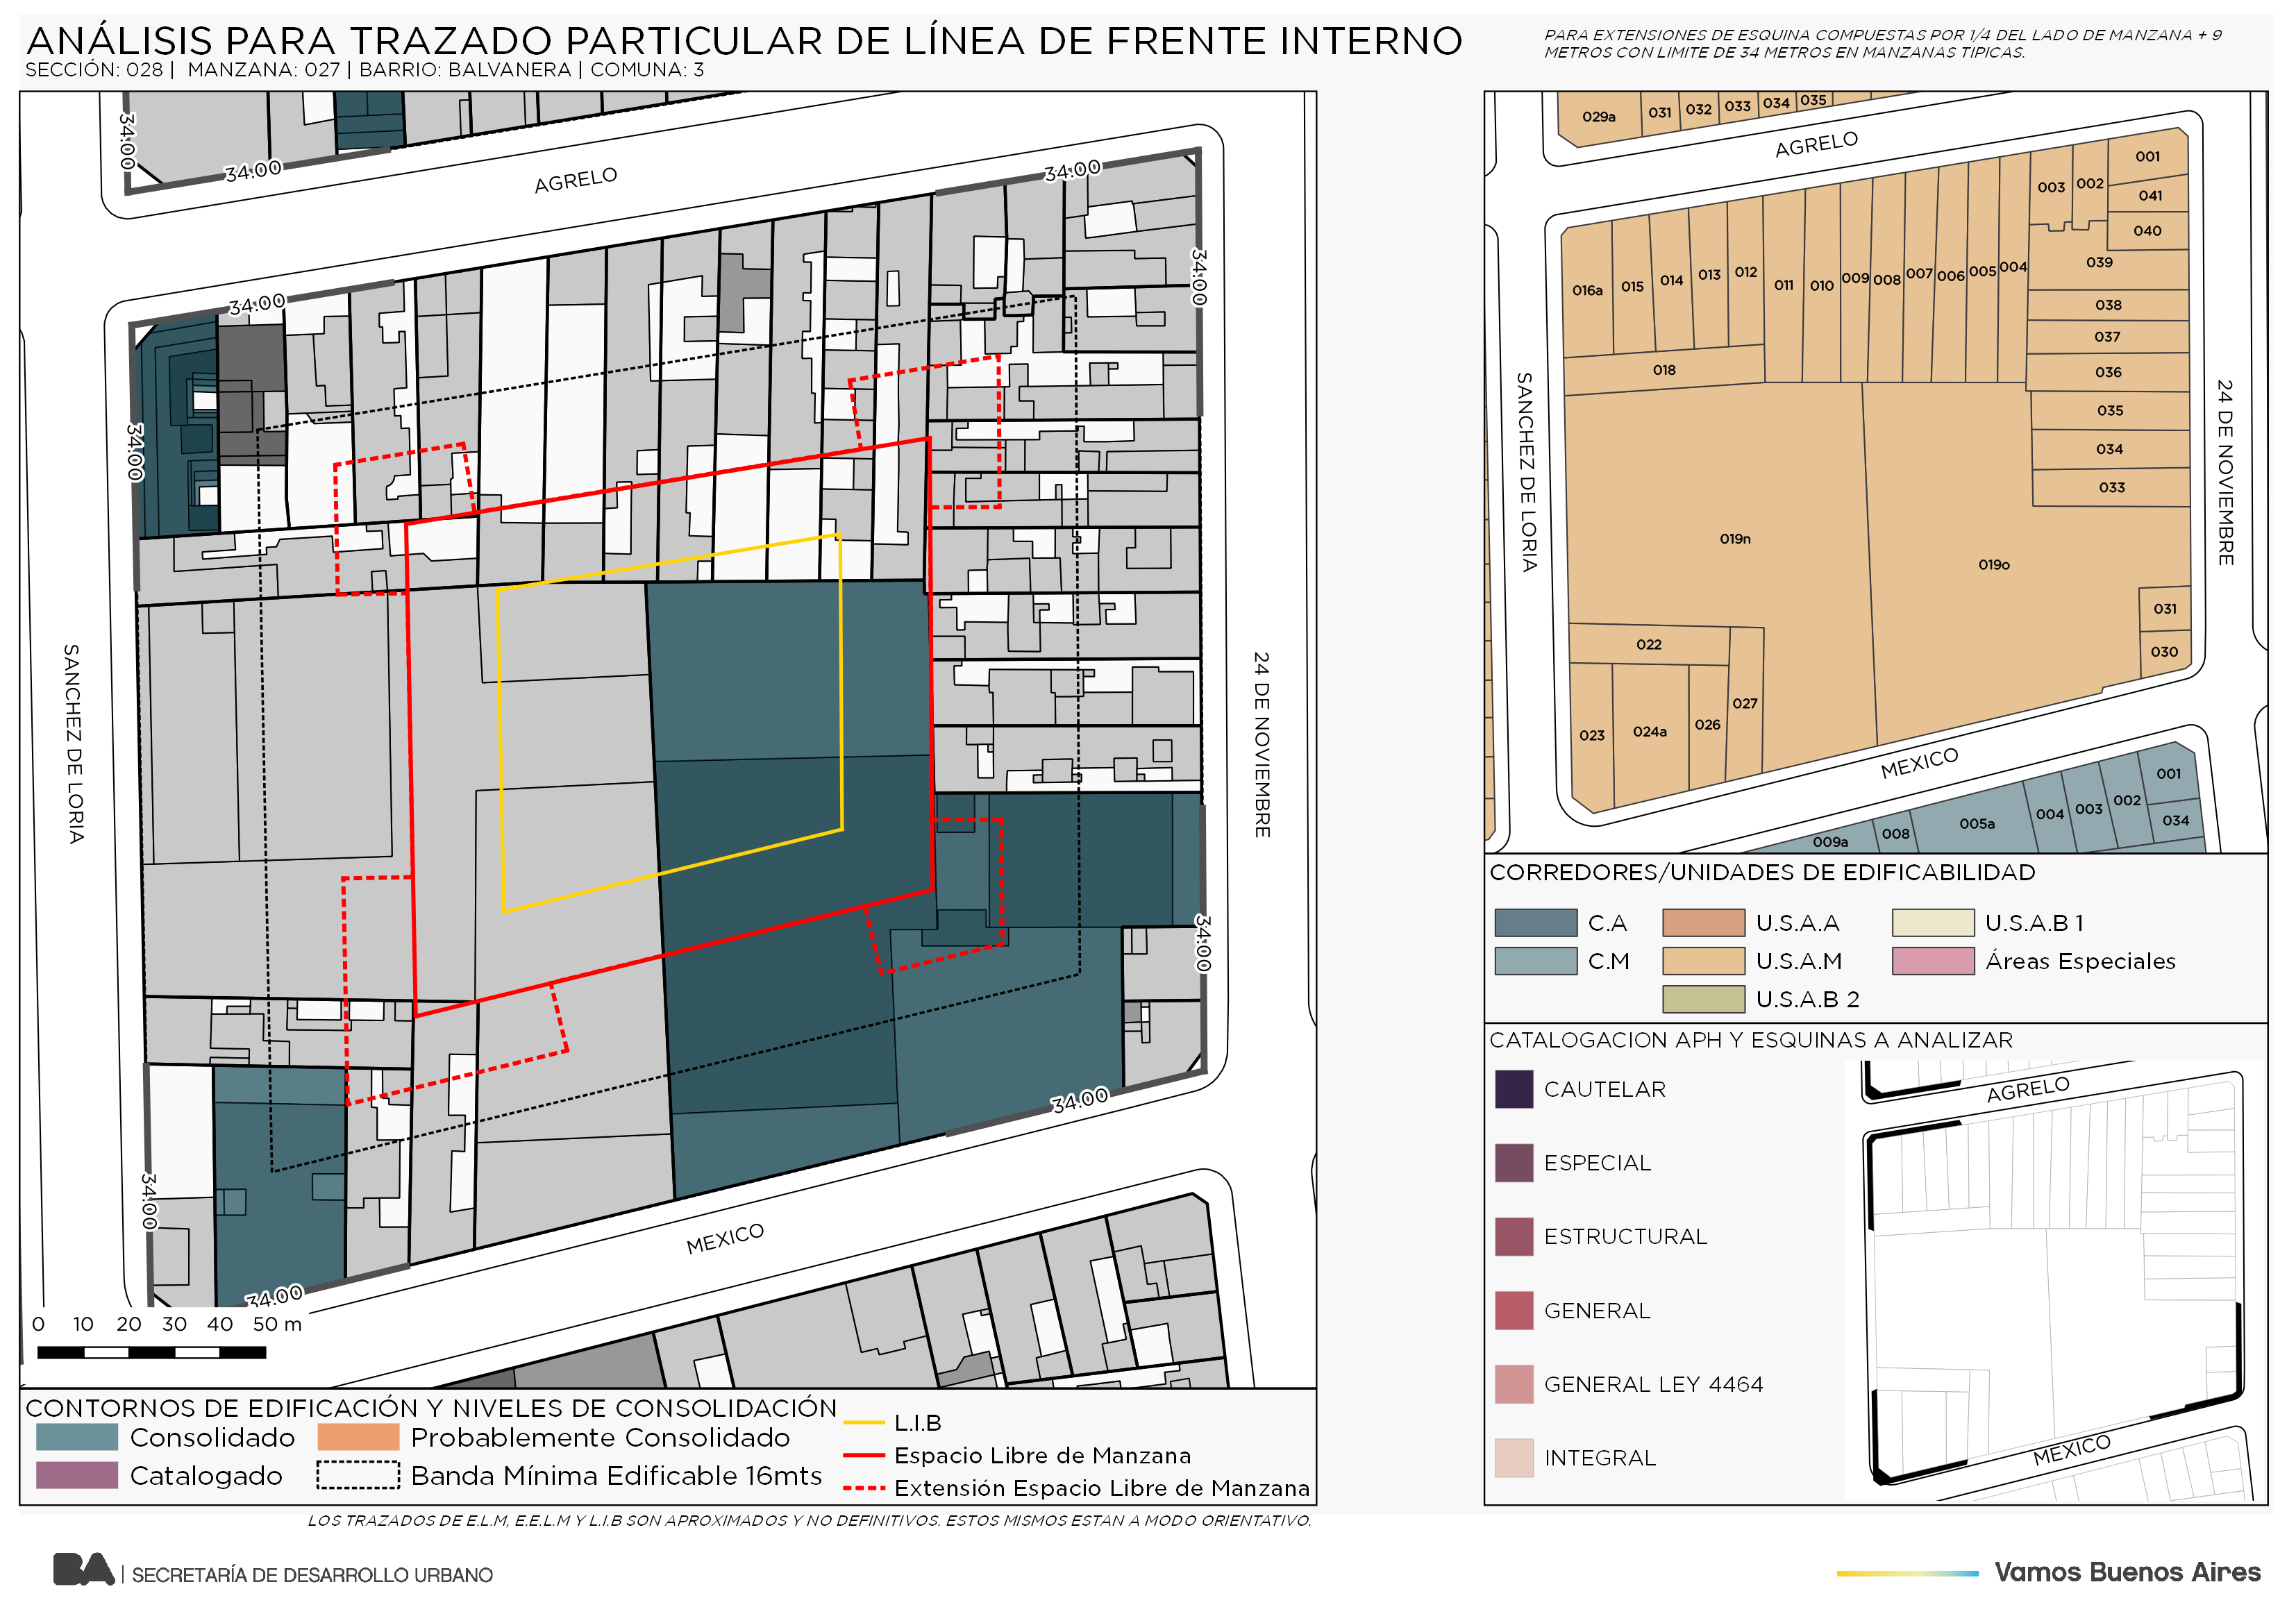 ANÁLISIS PARA TRAZADO PARTICULAR DE LÍNEA DE FRENTE INTERNO
SECCIÓN: 028 | MANZANA: 027 | BARRIO: BALVANERA | COMUNA: 3
PARA EXTENSIONES DE ESQUINA COMPUESTAS POR 1/4 DEL LADO DE MANZANA + 9
METROS CON LIMITE DE 34 METROS EN MANZANAS TIPICAS.
34.00
34.00
AGRELO
34.00
34.00
34.00
34.00
SANCHEZ DE LORIA
24 DE NOVIEMBRE
34.00
34.00
34.00
34.00
MEXICO
0 10 20 30 40 50 m
029a
031
032
033
034
035
AGRELO
001
041
040
003
002
016a
015
014
013
012
011
010
009
008
007
006
005
004
039
038
037
036
035
034
033
018
019n
019o
031
030
022
023
024a
026
027
SANCHEZ DE LORIA
24 DE NOVIEMBRE
MEXICO
009a
008
005a
004
003
002
001
034
CORREDORES/UNIDADES DE EDIFICABILIDAD
C.A
U.S.A.A
U.S.A.B 1
C.M
U.S.A.M
Áreas Especiales
U.S.A.B 2
CATALOGACION APH Y ESQUINAS A ANALIZAR
CAUTELAR
ESPECIAL
ESTRUCTURAL
GENERAL
GENERAL LEY 4464
INTEGRAL
AGRELO
MEXICO
CONTORNOS DE EDIFICACIÓN Y NIVELES DE CONSOLIDACIÓN
Consolidado
Probablemente Consolidado
Catalogado
Banda Mínima Edificable 16mts
L.I.B
Espacio Libre de Manzana
Extensión Espacio Libre de Manzana
LOS TRAZADOS DE E.L.M, E.E.L.M Y L.I.B SON APROXIMADOS Y NO DEFINITIVOS. ESTOS MISMOS ESTAN A MODO ORIENTATIVO.
BA | SECRETARÍA DE DESARROLLO URBANO
Vamos Buenos Aires